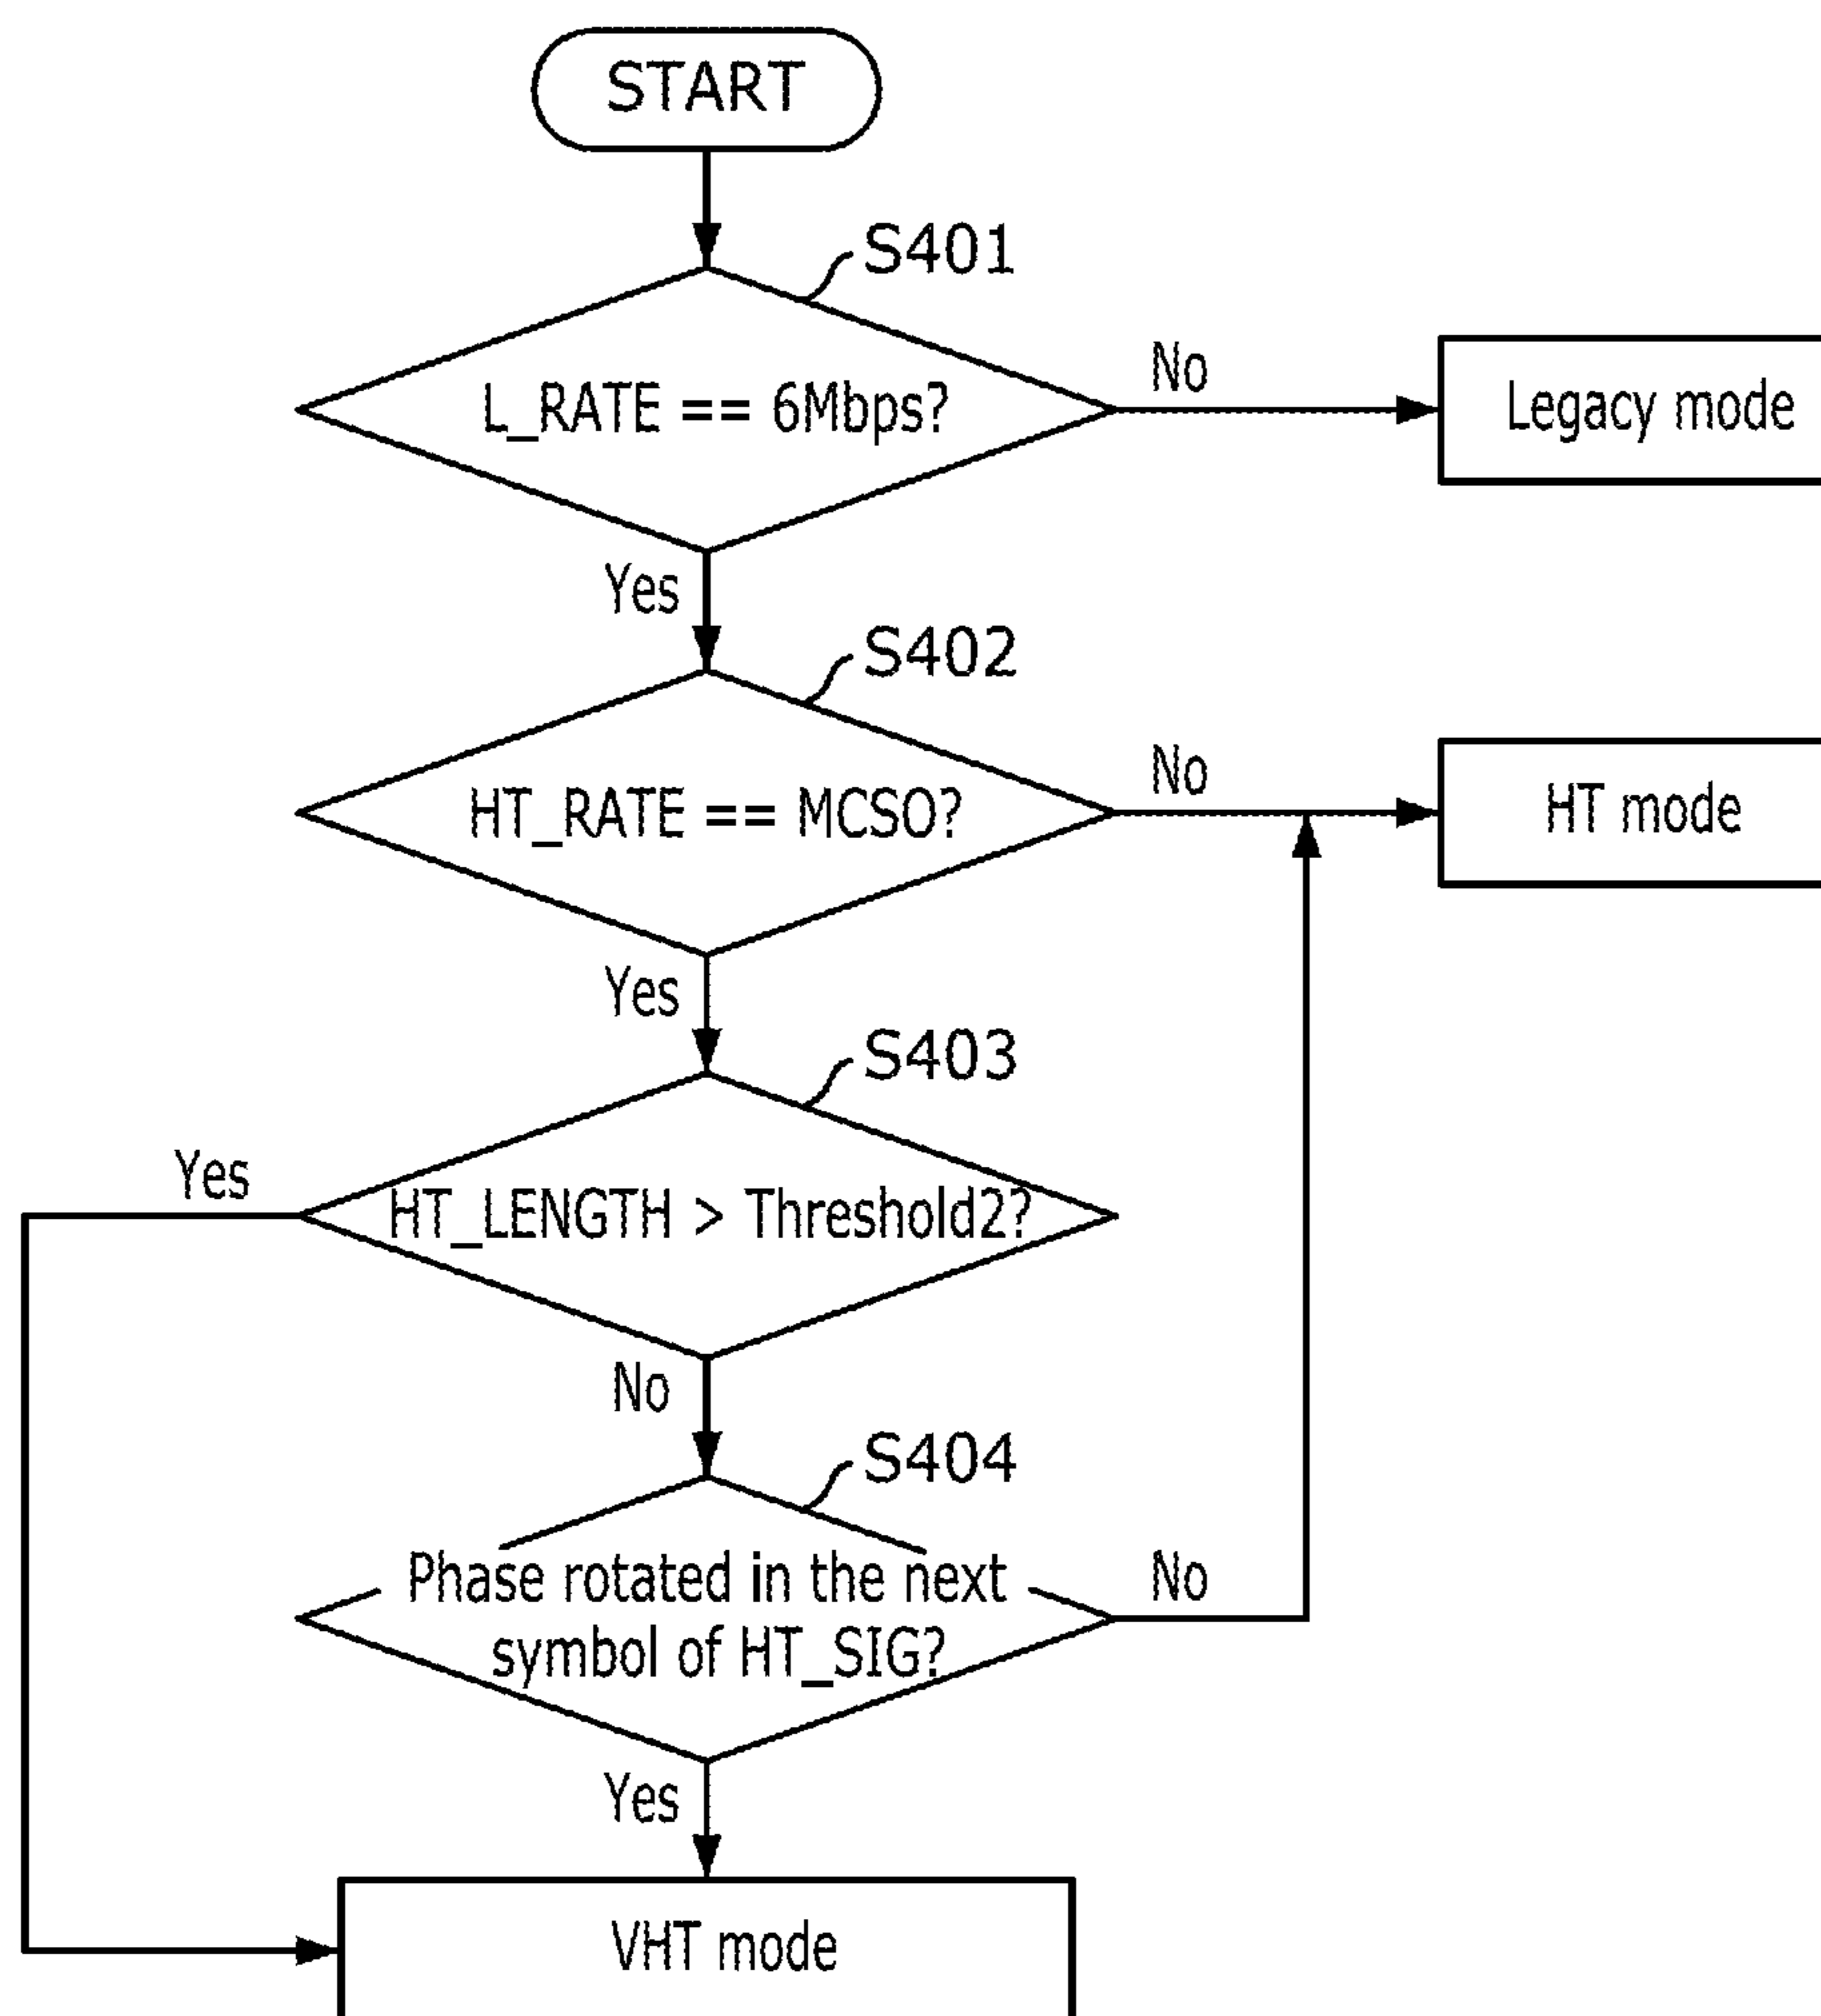 START
S401
L_RATE == 6Mbps?
No
Legacy mode
Yes
S402
HT_RATE == MCSO?
No
HT mode
Yes
S403
Yes
HT_LENGTH > Threshold2?
No
S404
Phase rotated in the next
symbol of HT_SIG?
No
Yes
VHT mode